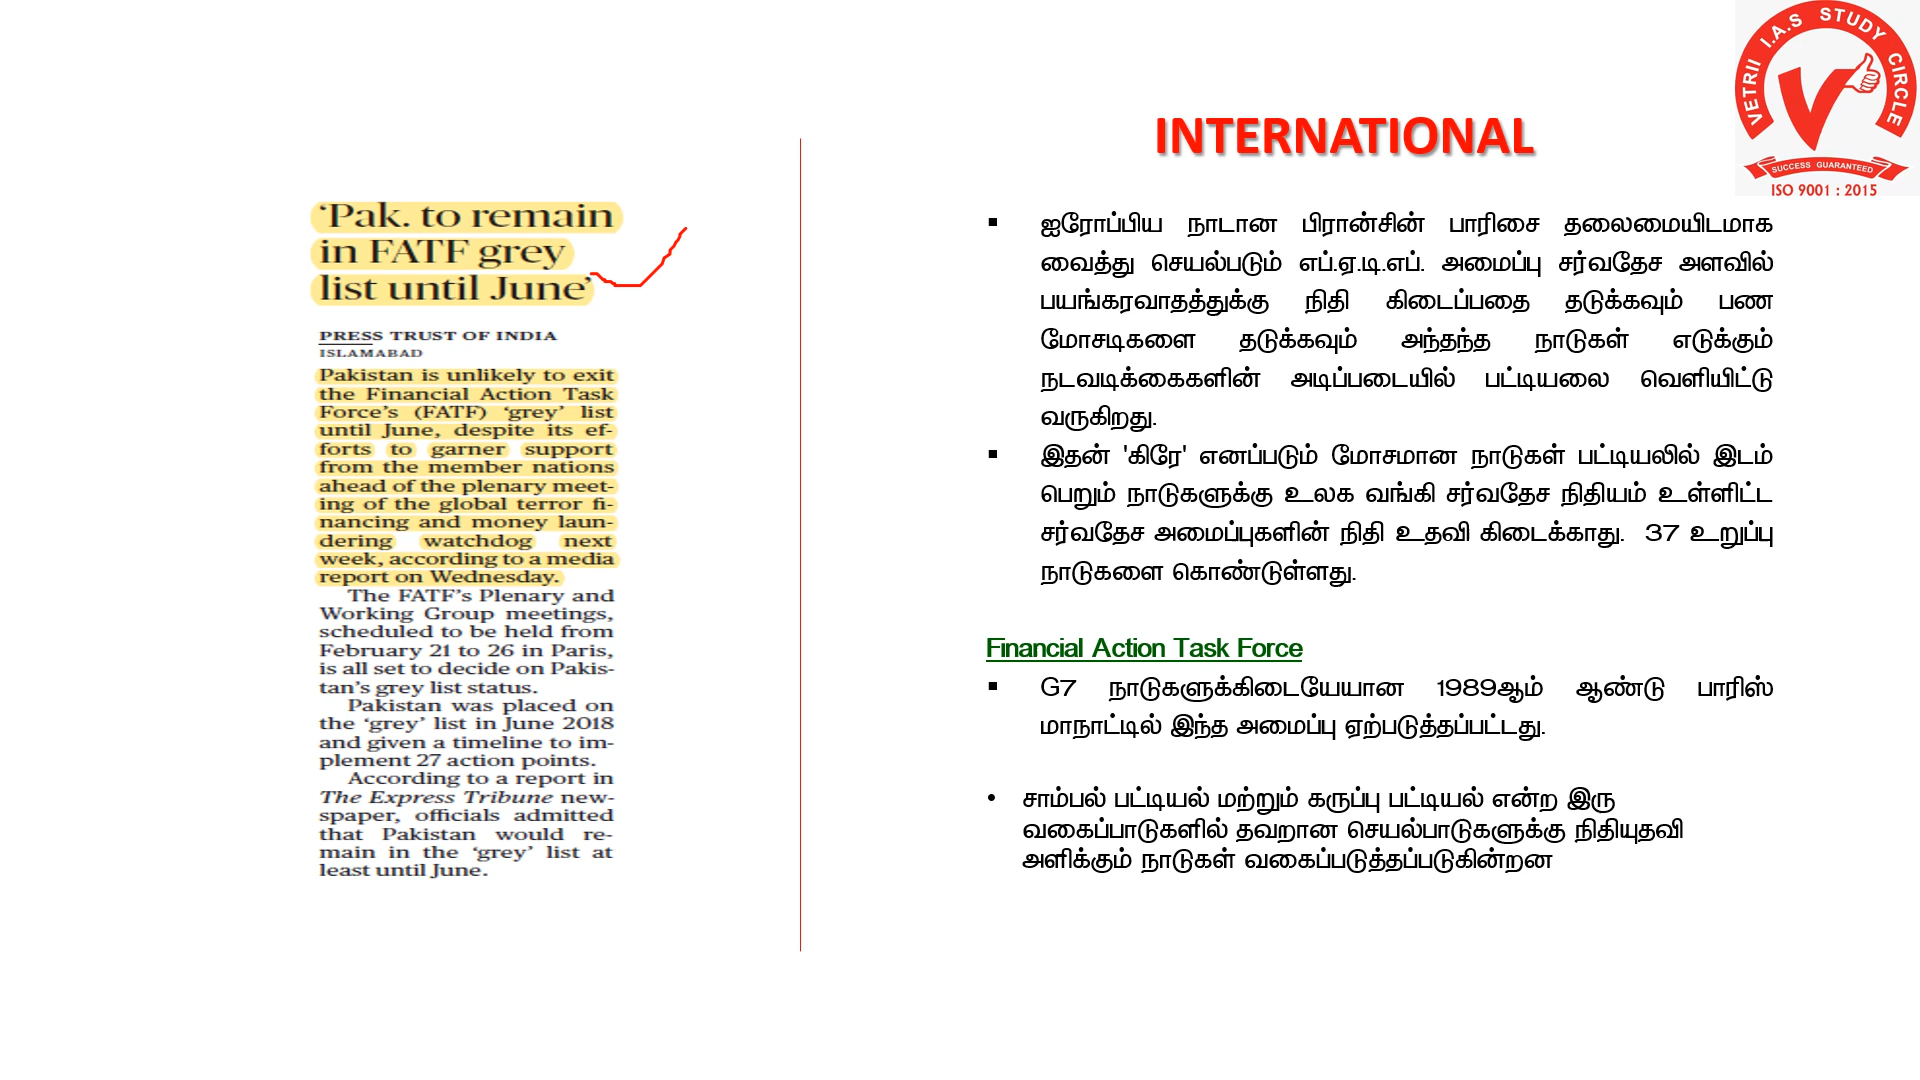 VETRII I.A.S STUDY CIRCLE
SUCCESS GUARANTEED
ISO 9001 : 2015
INTERNATIONAL
‘Pak. to remain
in FATF grey
list until June’
PRESS TRUST OF INDIA
ISLAMABAD
Pakistan is unlikely to exit
the Financial Action Task
Force’s (FATF) ‘grey’ list
until June, despite its ef-
forts to garner support
from the member nations
ahead of the plenary meet-
ing of the global terror fi-
nancing and money laun-
dering watchdog next
week, according to a media
report on Wednesday.
The FATF’s Plenary and
Working Group meetings,
scheduled to be held from
February 21 to 26 in Paris,
is all set to decide on Pakis-
tan’s grey list status.
Pakistan was placed on
the ‘grey’ list in June 2018
and given a timeline to im-
plement 27 action points.
According to a report in
The Express Tribune new-
spaper, officials admitted
that Pakistan would re-
main in the ‘grey’ list at
least until June.
▪ ஐரோப்பிய நாடான பிரான்சின் பாரிசை தலைமையிடமாக
வைத்து செயல்படும் எப்.ஏ.டி.எப். அமைப்பு சர்வதேச அளவில்
பயங்கரவாதத்துக்கு நிதி கிடைப்பதை தடுக்கவும் பண
மோசடிகளை தடுக்கவும் அந்தந்த நாடுகள் எடுக்கும்
நடவடிக்கைகளின் அடிப்படையில் பட்டியலை வெளியிட்டு
வருகிறது.
▪ இதன் 'கிரே' எனப்படும் மோசமான நாடுகள் பட்டியலில் இடம்
பெறும் நாடுகளுக்கு உலக வங்கி சர்வதேச நிதியம் உள்ளிட்ட
சர்வதேச அமைப்புகளின் நிதி உதவி கிடைக்காது. 37 உறுப்பு
நாடுகளை கொண்டுள்ளது.
Financial Action Task Force
▪ G7 நாடுகளுக்கிடையேயான 1989ஆம் ஆண்டு பாரிஸ்
மாநாட்டில் இந்த அமைப்பு ஏற்படுத்தப்பட்டது.
• சாம்பல் பட்டியல் மற்றும் கருப்பு பட்டியல் என்ற இரு
வகைப்பாடுகளில் தவறான செயல்பாடுகளுக்கு நிதியுதவி
அளிக்கும் நாடுகள் வகைப்படுத்தப்படுகின்றன